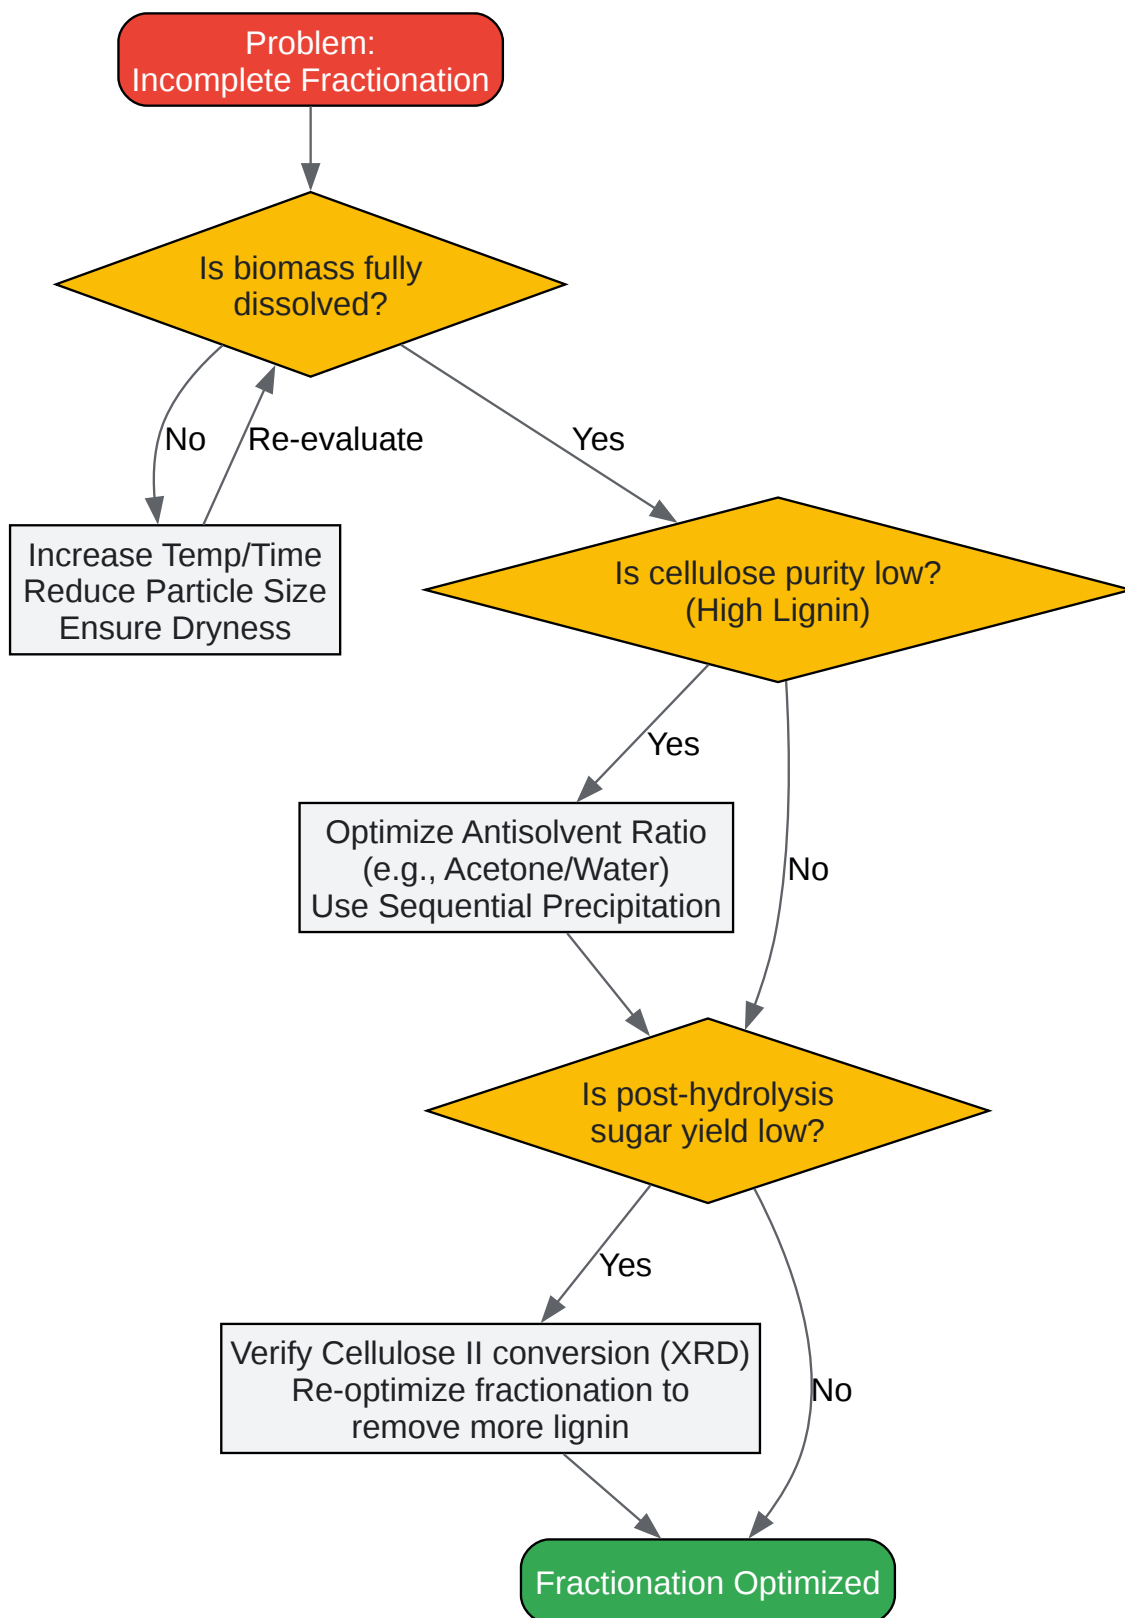 Problem:
Incomplete Fractionation
Is biomass fully
dissolved?
No
Re-evaluate
Yes
Increase Temp/Time
Reduce Particle Size
Ensure Dryness
Is cellulose purity low?
(High Lignin)
Yes
No
Optimize Antisolvent Ratio
(e.g., Acetone/Water)
Use Sequential Precipitation
Is post-hydrolysis
sugar yield low?
Yes
No
Verify Cellulose II conversion (XRD)
Re-optimize fractionation to
remove more lignin
Fractionation Optimized